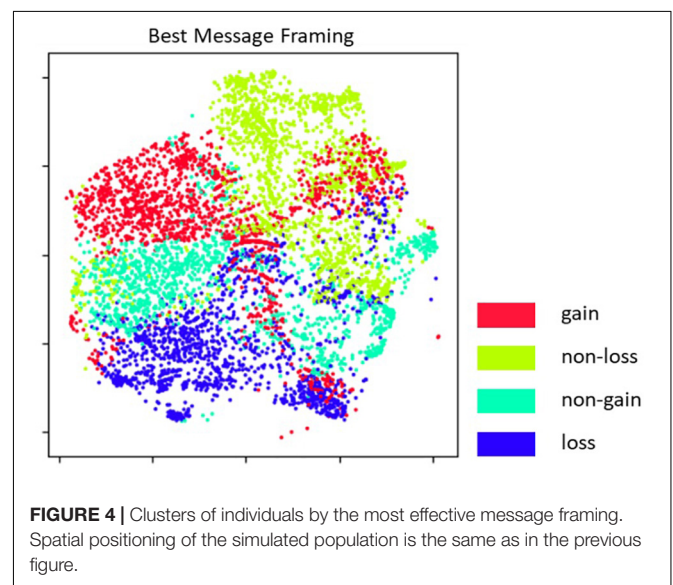 Best Message Framing
gain
non-loss
non-gain
loss
FIGURE 4 | Clusters of individuals by the most effective message framing.
Spatial positioning of the simulated population is the same as in the previous
figure.